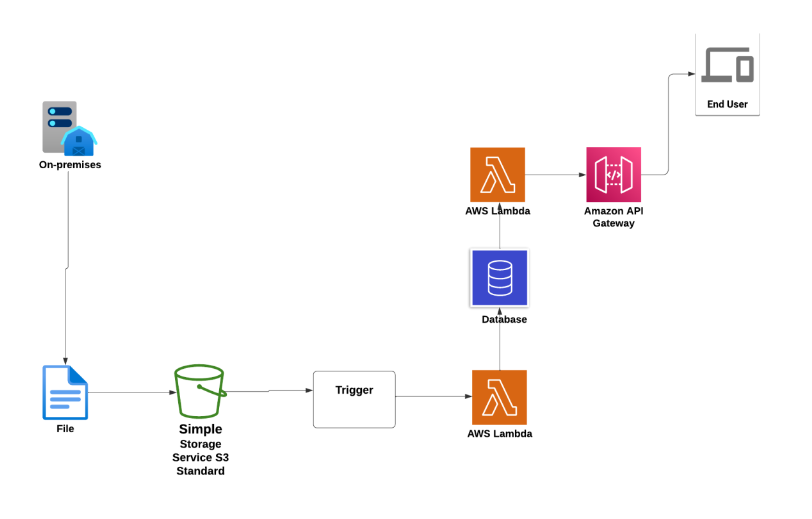 End User
On-premises
AWS Lambda
Amazon API
Gateway
Database
File
Simple
Storage
Service S3
Standard
Trigger
AWS Lambda